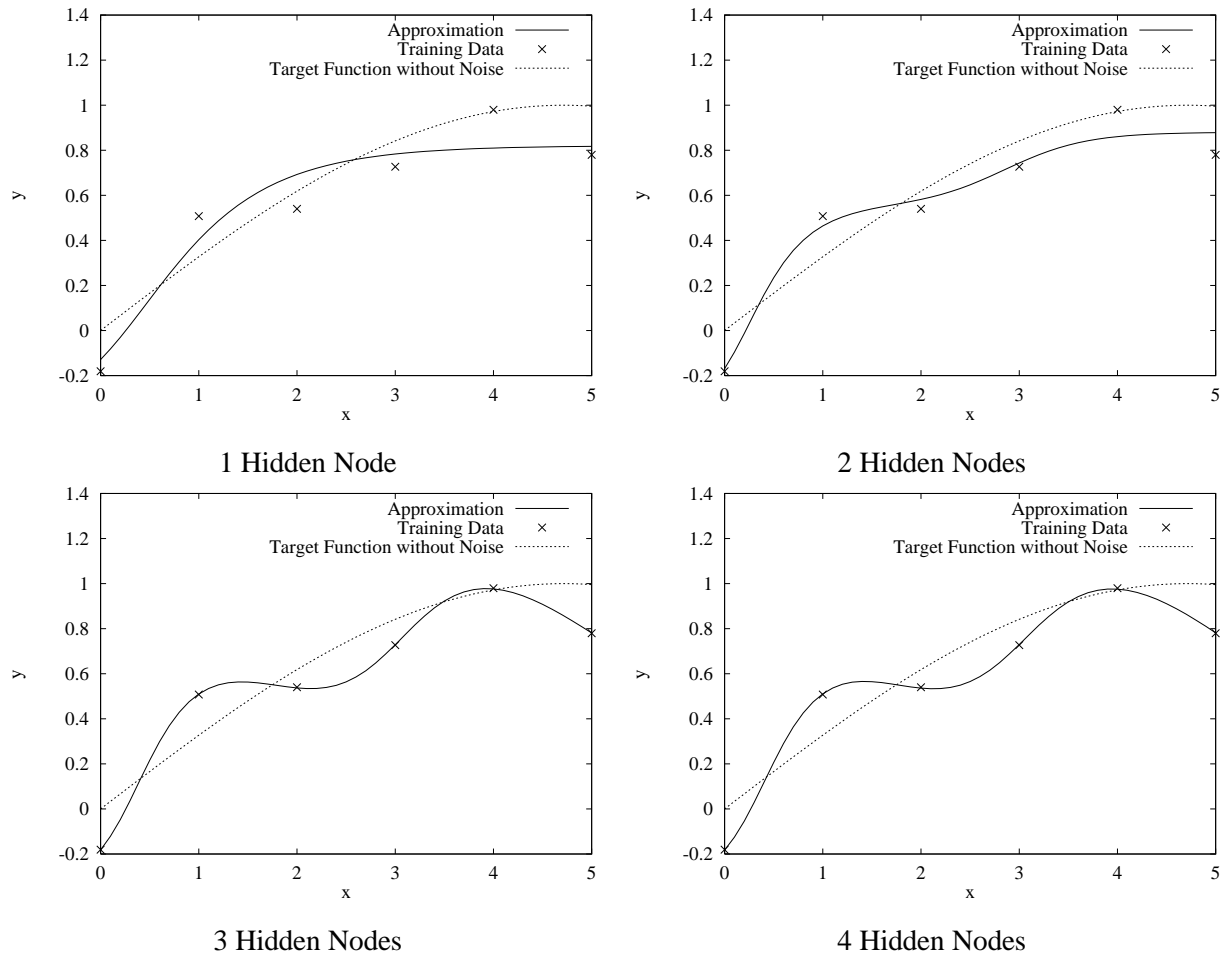 1.4
1.2
1
0.8
0.6
0.4
0.2
0
-0.2
y
0 1 2 3 4 5
x
Approximation
Training Data
Target Function without Noise
1 Hidden Node
1.4
1.2
1
0.8
0.6
0.4
0.2
0
-0.2
y
0 1 2 3 4 5
x
Approximation
Training Data
Target Function without Noise
2 Hidden Nodes
1.4
1.2
1
0.8
0.6
0.4
0.2
0
-0.2
y
0 1 2 3 4 5
x
Approximation
Training Data
Target Function without Noise
3 Hidden Nodes
1.4
1.2
1
0.8
0.6
0.4
0.2
0
-0.2
y
0 1 2 3 4 5
x
Approximation
Training Data
Target Function without Noise
4 Hidden Nodes